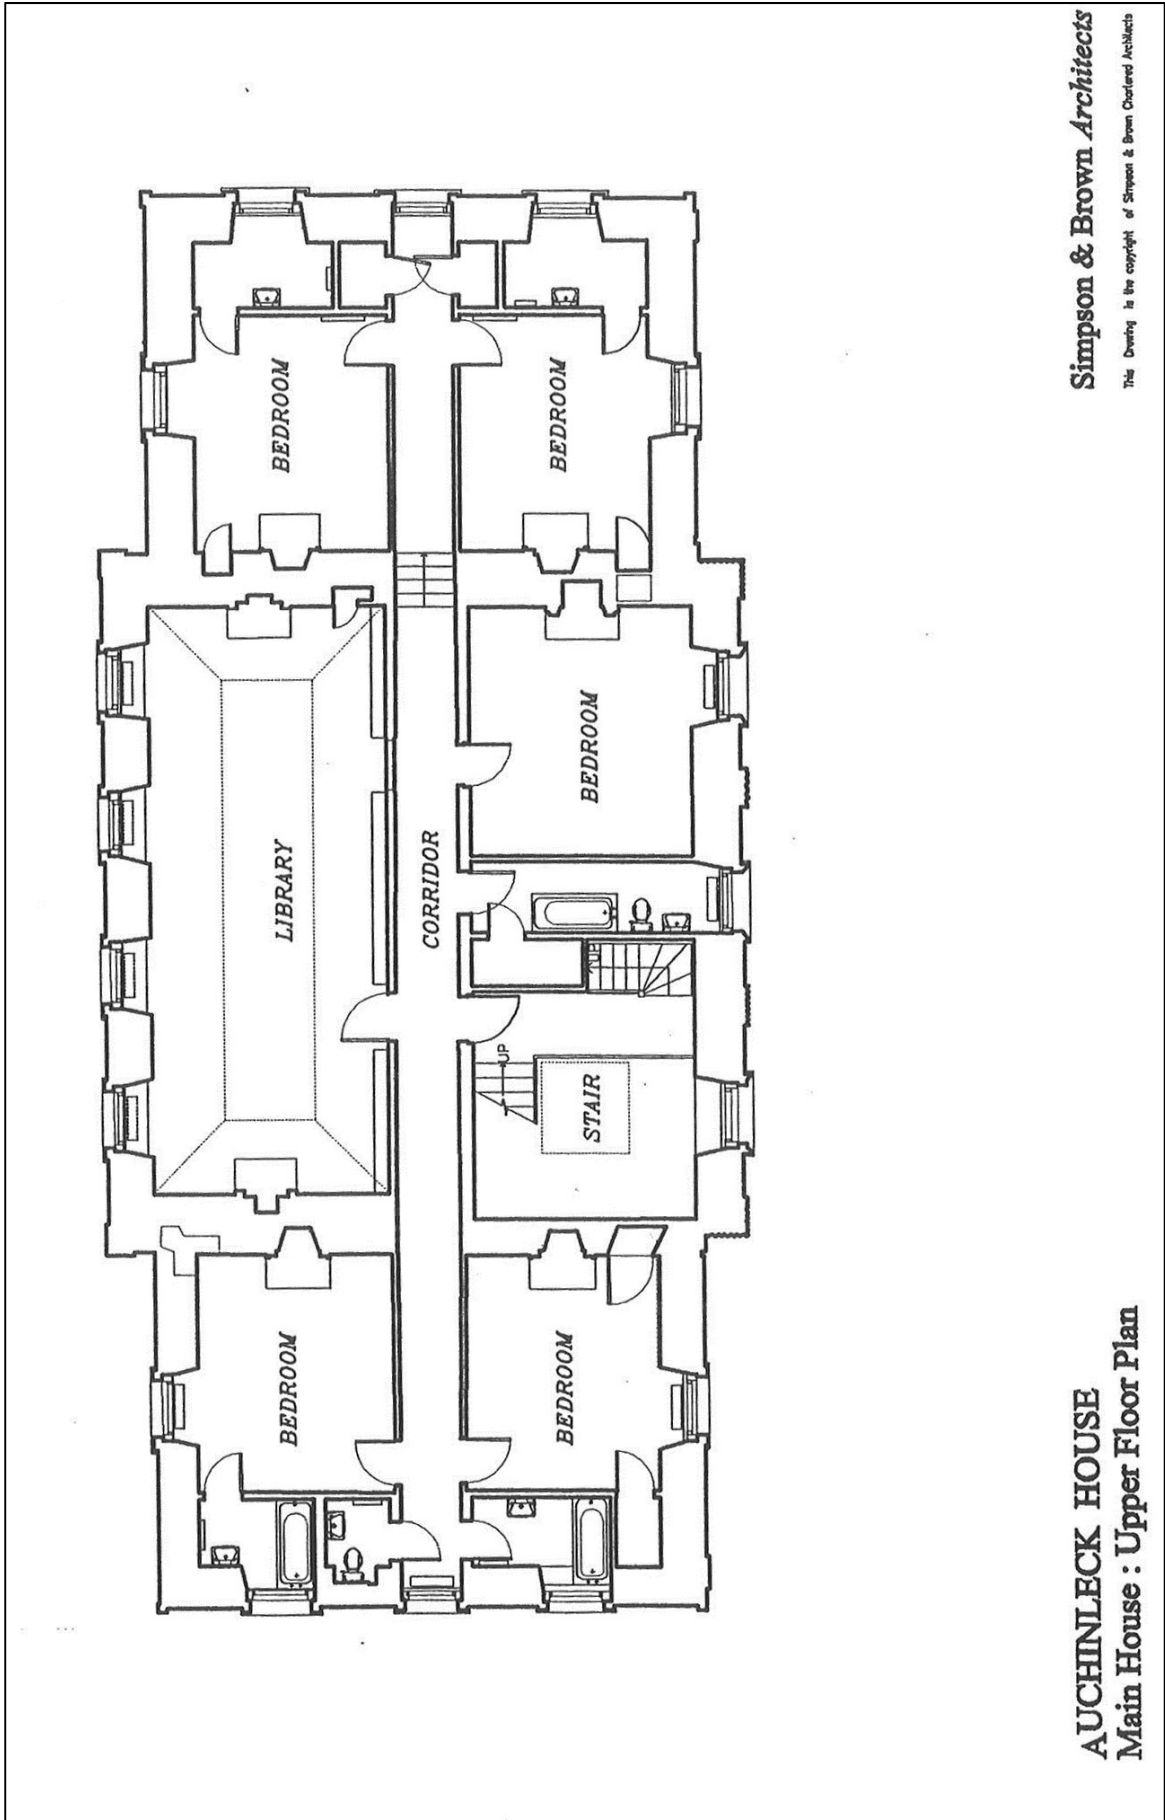 BEDROOM
BEDROOM
BEDROOM
LIBRARY
CORRIDOR
UP
STAIR
BEDROOM
BEDROOM
AUCHINLECK HOUSE
Main House : Upper Floor Plan
Simpson & Brown Architects
This Drawing is the copyright of Simpson & Brown Chartered Architects